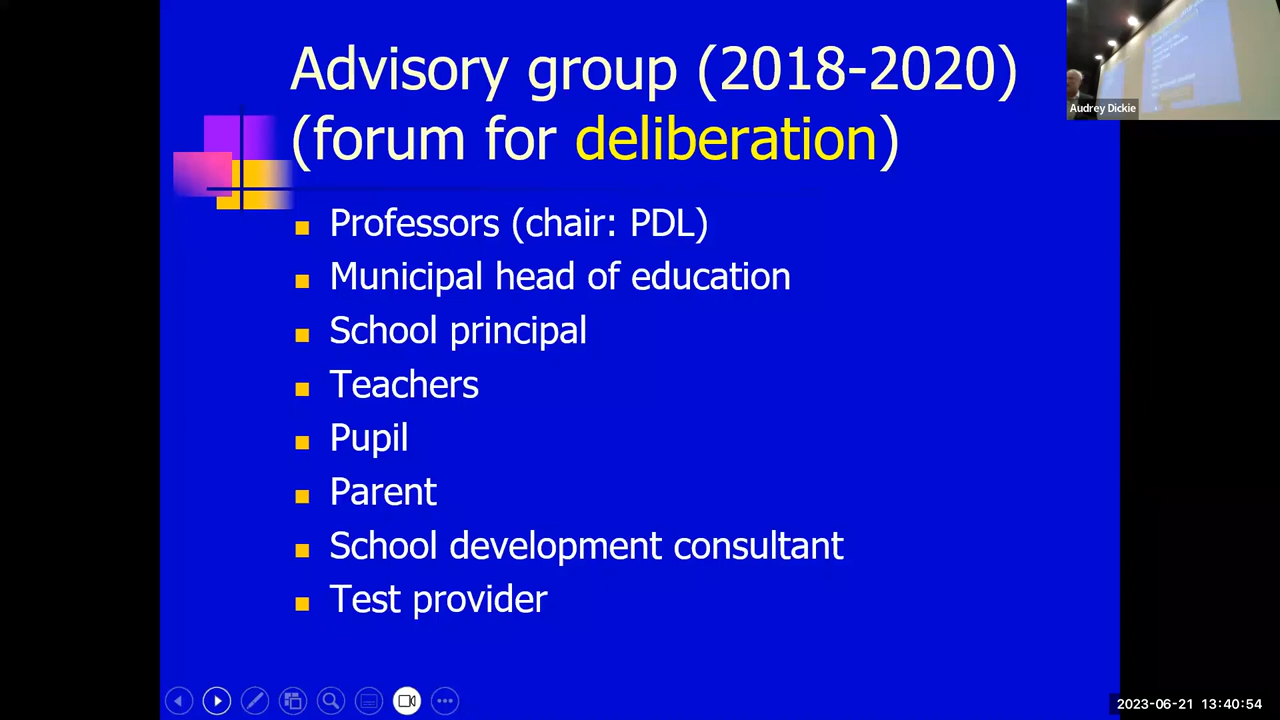 Advisory group (2018-2020)
(forum for deliberation)
Professors (chair: PDL)
Municipal head of education
School principal
Teachers
Pupil
Parent
School development consultant
Test provider
Audrey Dickie
2023-06-21 13:40:54